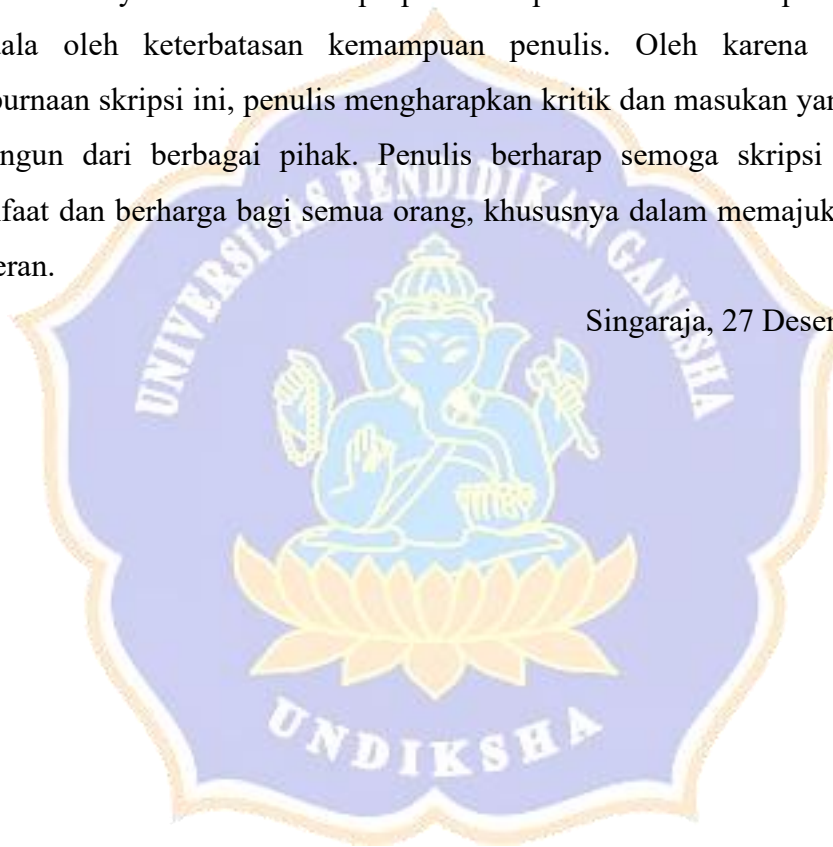 ala oleh keterbatasan kemampuan penulis. Oleh karena
urnaan skripsi ini, penulis mengharapkan kritik dan masukan yan
ngun dari berbagai pihak. Penulis berharap semoga skripsi
faat dan berharga bagi semua orang, khususnya dalam memajuk
eran.
Singaraja, 27 Desem
UNIVERSITAS PENDIDIKAN GANESHA
UNDIKSHA